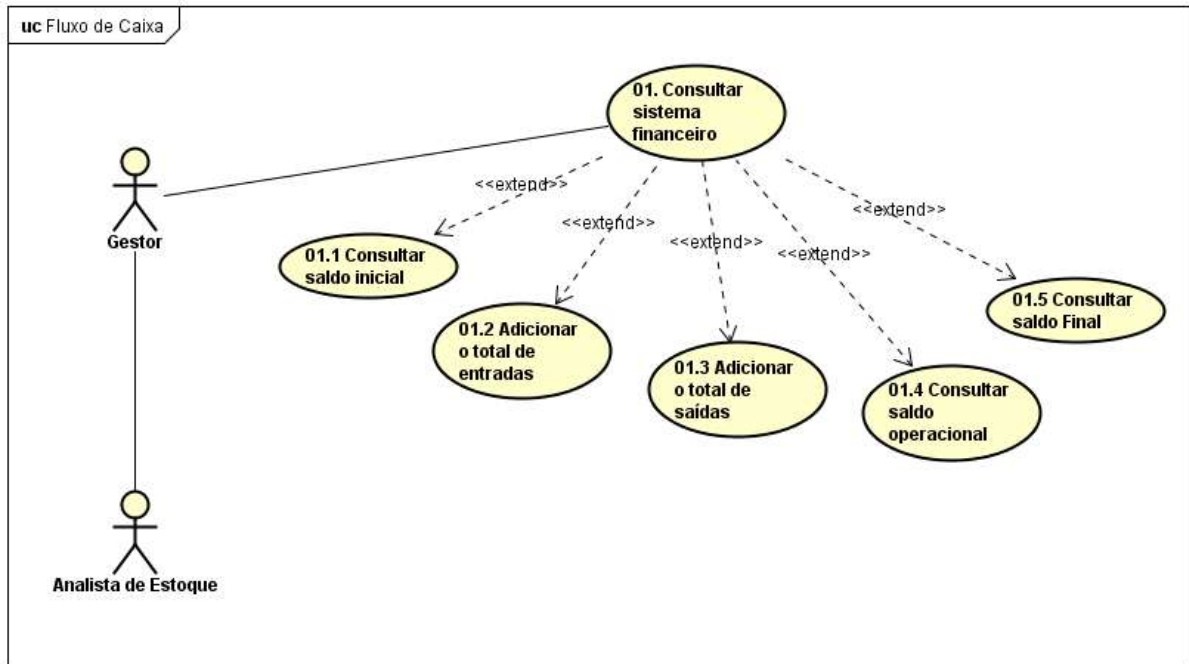 uc Fluxo de Caixa
01. Consultar
sistema
financeiro
<<extend>>
<<extend>>
<<extend>>
<<extend>>
<<extend>>
Gestor
01.1 Consultar
saldo inicial
01.2 Adicionar
o total de
entradas
01.3 Adicionar
o total de
saídas
01.4 Consultar
saldo
operacional
01.5 Consultar
saldo Final
Analista de Estoque